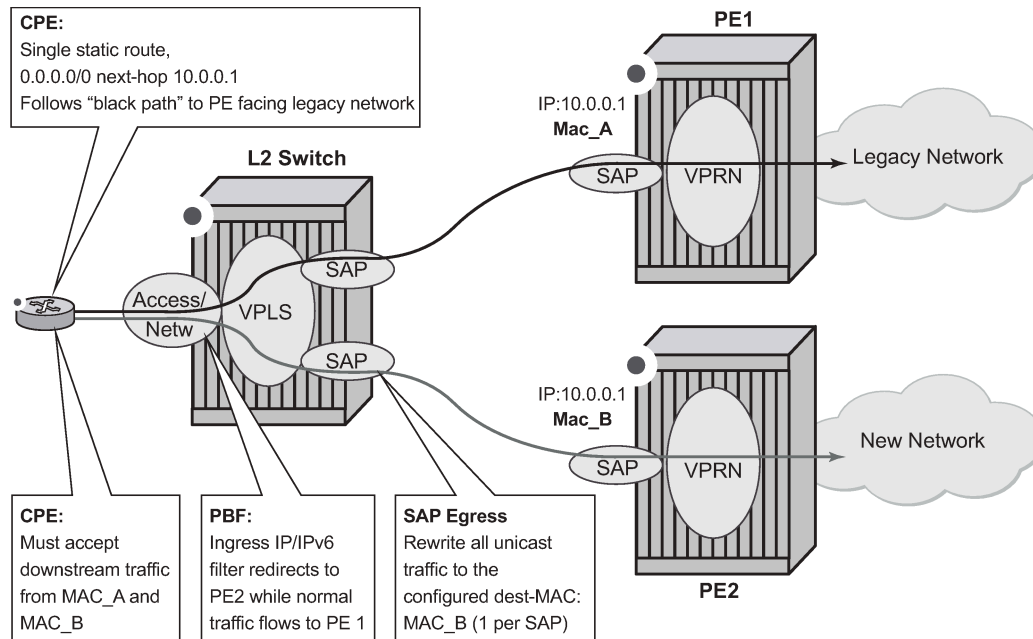 CPE:
Single static route,
0.0.0.0/0 next-hop 10.0.0.1
Follows “black path” to PE facing legacy network
L2 Switch
PE1
IP:10.0.0.1
Mac_A
SAP
VPRN
Legacy Network
SAP
Access/
Netw
VPLS
SAP
IP:10.0.0.1
Mac_B
SAP
VPRN
New Network
PE2
CPE:
Must accept
downstream traffic
from MAC_A and
MAC_B
PBF:
Ingress IP/IPv6
filter redirects to
PE2 while normal
traffic flows to PE 1
SAP Egress
Rewrite all unicast
traffic to the
configured dest-MAC:
MAC_B (1 per SAP)